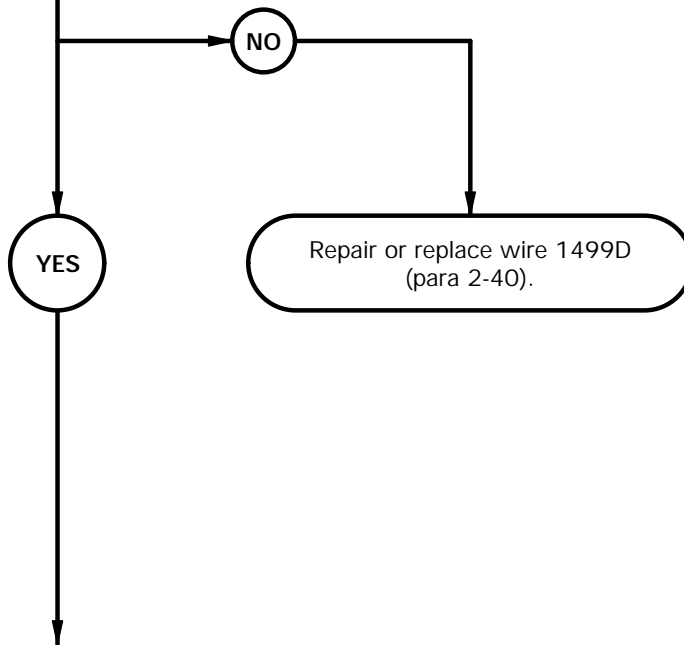 NO
YES
Repair or replace wire 1499D
(para 2-40).